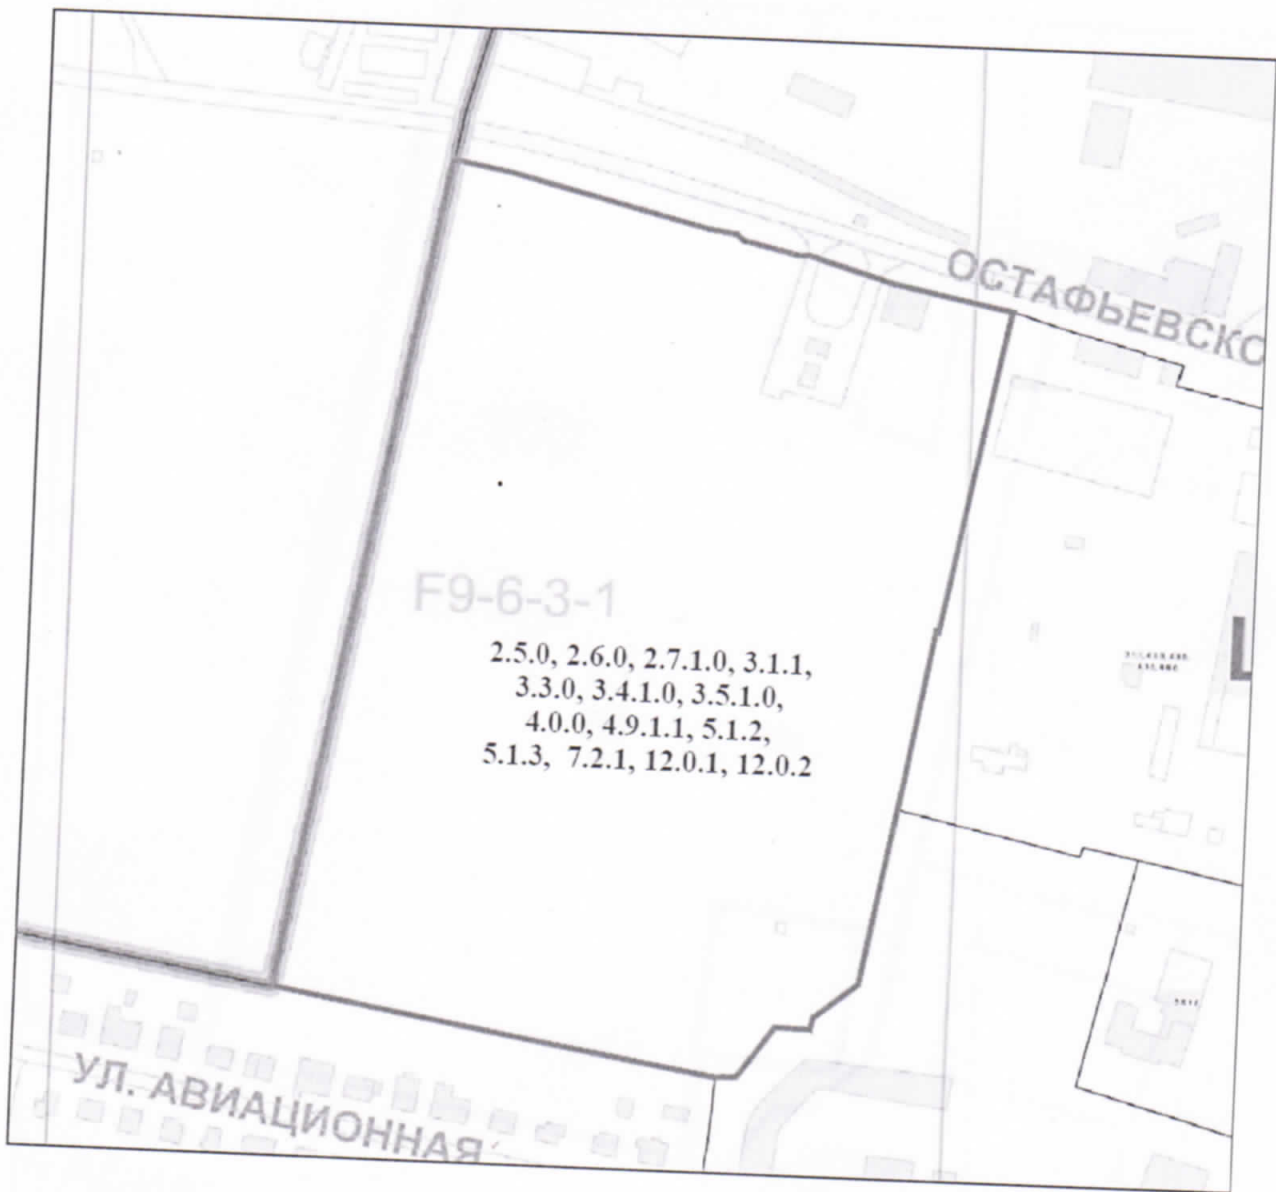 ОСТАФЬЕВСКО
F9-6-3-1
2.5.0, 2.6.0, 2.7.1.0, 3.1.1,
3.3.0, 3.4.1.0, 3.5.1.0,
4.0.0, 4.9.1.1, 5.1.2,
5.1.3, 7.2.1, 12.0.1, 12.0.2
УЛ. АВИАЦИОННАЯ